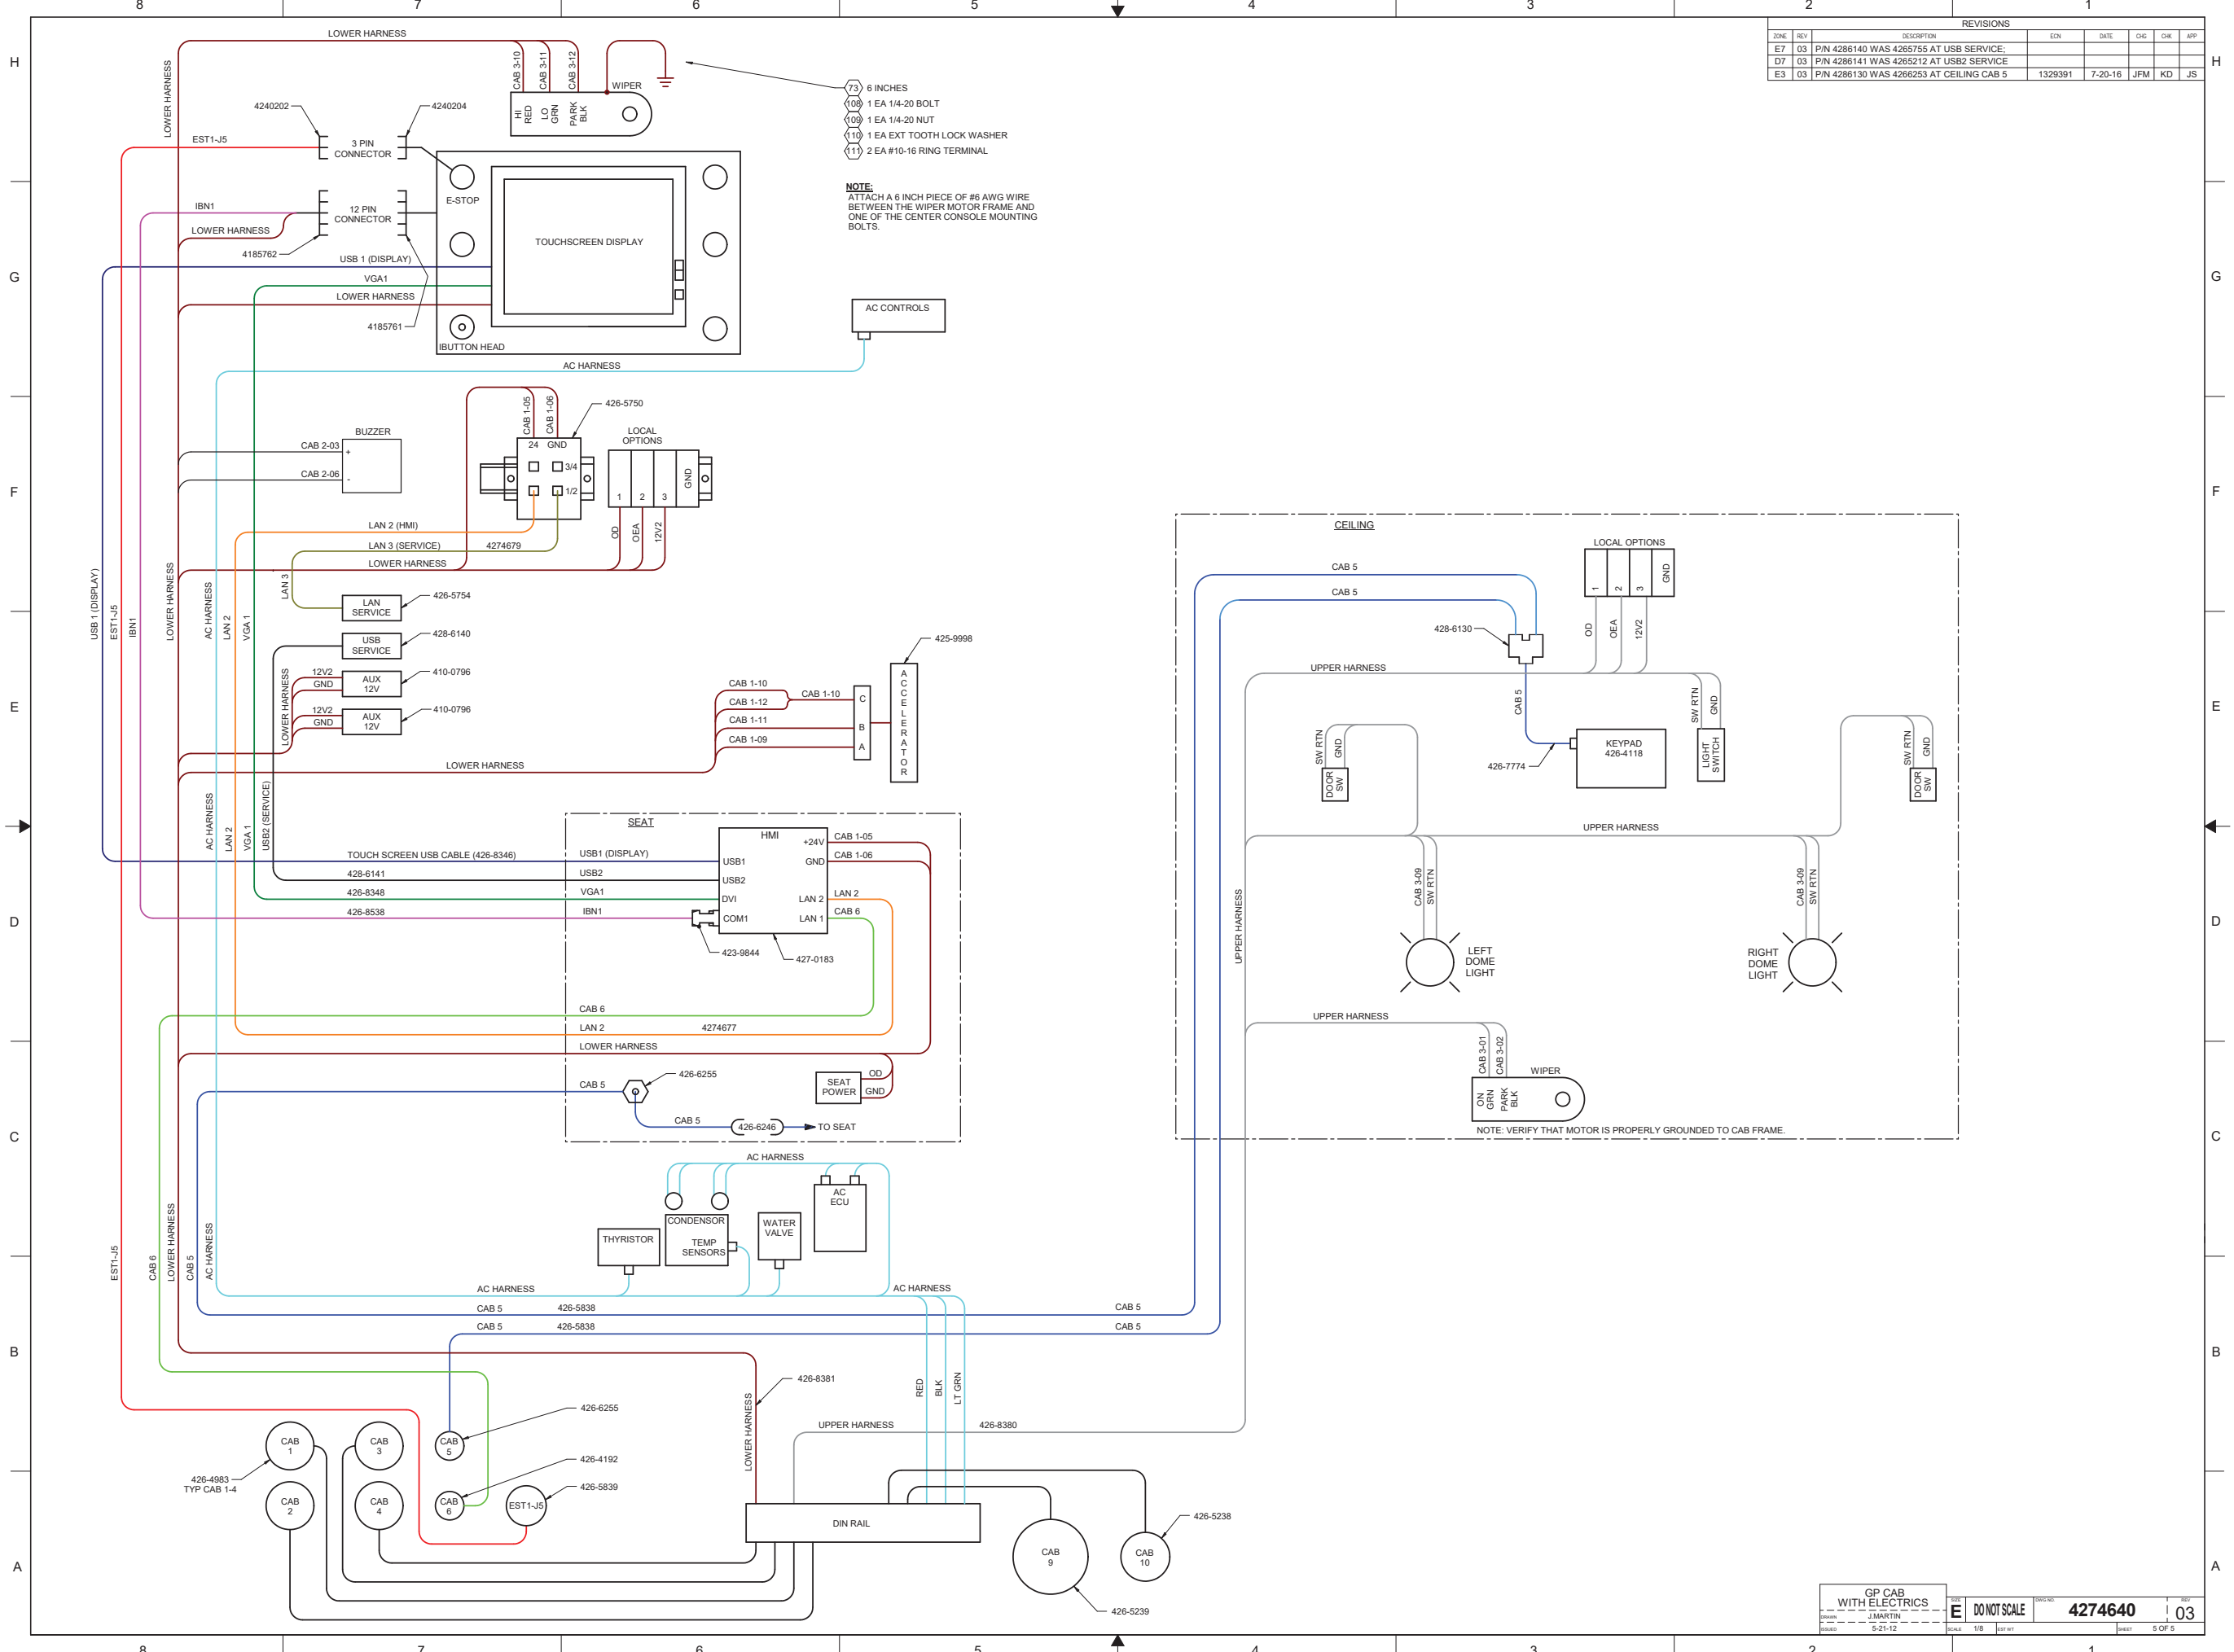 8 7 6 5 4 3 2 1
H
G
F
E
D
C
B
A
REVISIONS
ZONE REV DESCRIPTION ECN DATE CHG CHK APP
E7 03 P/N 4286140 WAS 4265755 AT USB SERVICE;
D7 03 P/N 4286141 WAS 4265212 AT USB2 SERVICE
E3 03 P/N 4286130 WAS 4266253 AT CEILING CAB 5 1329391 7-20-16 JFM KD JS
H
G
F
E
D
C
B
A
LOWER HARNESS
LOWER HARNESS
CAB 3-10
CAB 3-11
CAB 3-12
WIPER
HI
RED
LO
GRN
PARK
BLK
73 6 INCHES
108 1 EA 1/4-20 BOLT
109 1 EA 1/4-20 NUT
110 1 EA EXT TOOTH LOCK WASHER
111 2 EA #10-16 RING TERMINAL
NOTE:
ATTACH A 6 INCH PIECE OF #6 AWG WIRE
BETWEEN THE WIPER MOTOR FRAME AND
ONE OF THE CENTER CONSOLE MOUNTING
BOLTS.
4240202
4240204
EST1-J5
3 PIN
CONNECTOR
E-STOP
IBN1
12 PIN
CONNECTOR
LOWER HARNESS
4185762
TOUCHSCREEN DISPLAY
USB 1 (DISPLAY)
VGA1
LOWER HARNESS
4185761
IBUTTON HEAD
AC CONTROLS
AC HARNESS
BUZZER
CAB 2-03
+
CAB 2-06
-
CAB 1-05
CAB 1-06
426-5750
24 GND
3/4
1/2
LOCAL
OPTIONS
1 2 3
GND
OD
OEA
12V2
LAN 2 (HMI)
LAN 3 (SERVICE) 4274679
LOWER HARNESS
USB 1 (DISPLAY)
EST1-J5
IBN1
LOWER HARNESS
AC HARNESS
LAN 2
VGA 1
LAN 3
LAN
SERVICE
426-5754
USB
SERVICE
428-6140
12V2
GND
AUX
12V
410-0796
12V2
GND
AUX
12V
410-0796
LOWER HARNESS
LOWER HARNESS
CAB 1-10
CAB 1-12
CAB 1-11
CAB 1-09
CAB 1-10
C
B
A
ACCELERATOR
425-9998
AC HARNESS
LAN 2
VGA 1
USB2 (SERVICE)
SEAT
HMI
USB1
USB2
DVI
COM1
+24V
GND
LAN 2
LAN 1
CAB 1-05
CAB 1-06
LAN 2
CAB 6
TOUCH SCREEN USB CABLE (426-8346) USB1 (DISPLAY)
428-6141 USB2
426-8348 VGA1
426-8538 IBN1
423-9844
427-0183
CAB 6
LAN 2 4274677
LOWER HARNESS
CAB 5
426-6255
SEAT
POWER
OD
GND
CAB 5
426-6246
TO SEAT
CEILING
CAB 5
CAB 5
LOCAL OPTIONS
1
2
3
GND
OD
OEA
12V2
428-6130
UPPER HARNESS
CAB 5
SW RTN
GND
LIGHT
SWITCH
KEYPAD
426-4118
426-7774
SW RTN
GND
DOOR
SW
SW RTN
GND
DOOR
SW
UPPER HARNESS
UPPER HARNESS
CAB 3-09
SW RTN
CAB 3-09
SW RTN
LEFT
DOME
LIGHT
RIGHT
DOME
LIGHT
UPPER HARNESS
CAB 3-01
CAB 3-02
WIPER
ON
GRN
PARK
BLK
NOTE: VERIFY THAT MOTOR IS PROPERLY GROUNDED TO CAB FRAME.
AC HARNESS
THYRISTOR
CONDENSOR
TEMP
SENSORS
WATER
VALVE
AC
ECU
EST1-J5
CAB 6
LOWER HARNESS
CAB 5
AC HARNESS
AC HARNESS
AC HARNESS
CAB 5 426-5838 CAB 5
CAB 5 426-5838 CAB 5
426-8381
LOWER HARNESS
RED
BLK
LT GRN
UPPER HARNESS 426-8380
CAB
1
CAB
3
CAB
5
426-6255
426-4983
TYP CAB 1-4
426-4192
CAB
2
CAB
4
CAB
6
EST1-J5
426-5839
DIN RAIL
CAB
9
CAB
10
426-5238
426-5239
GP CAB
WITH ELECTRICS
DRAWN J.MARTIN
ISSUED 5-21-12
SIZE
E
DO NOT SCALE
DWG NO.
4274640
REV
03
SCALE 1/8 EST WT SHEET 5 OF 5
8 7 6 5 4 3 2 1